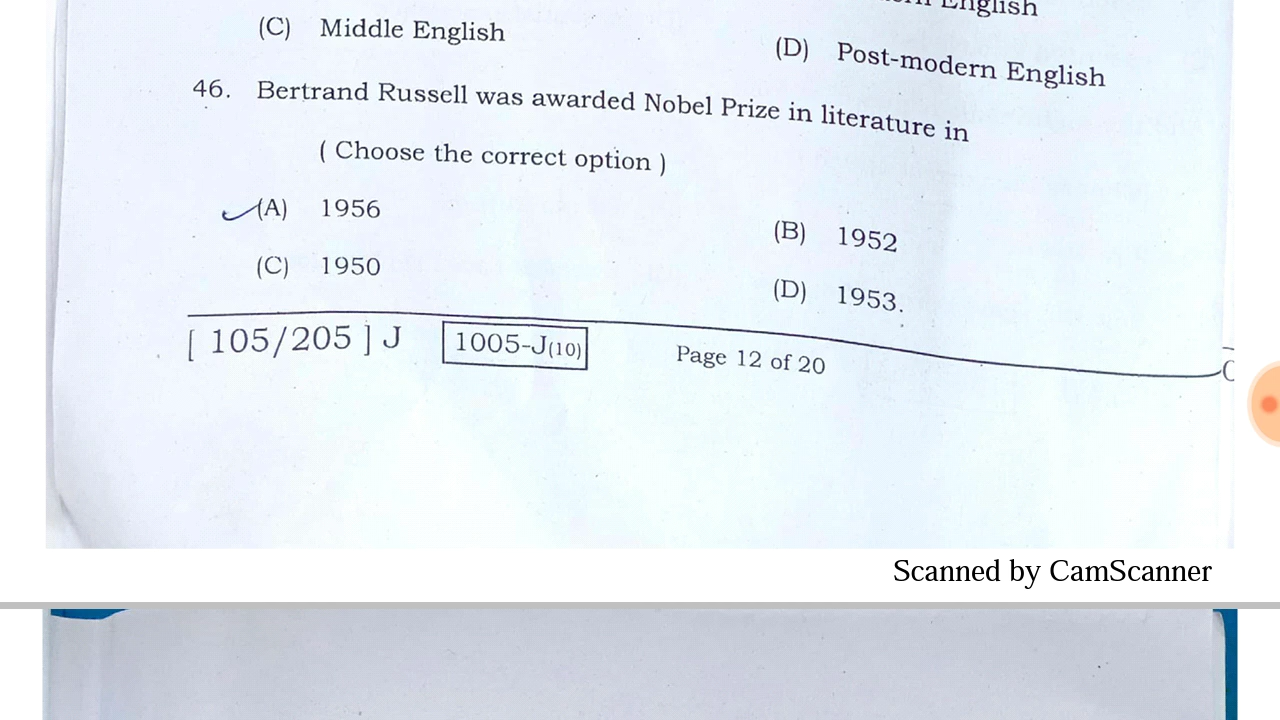 English
(C) Middle English
(D) Post-modern English
46. Bertrand Russell was awarded Nobel Prize in literature in
( Choose the correct option )
(A) 1956
(B) 1952
(C) 1950
(D) 1953.
[ 105/205 ] J 1005-J(10) Page 12 of 20
Scanned by CamScanner